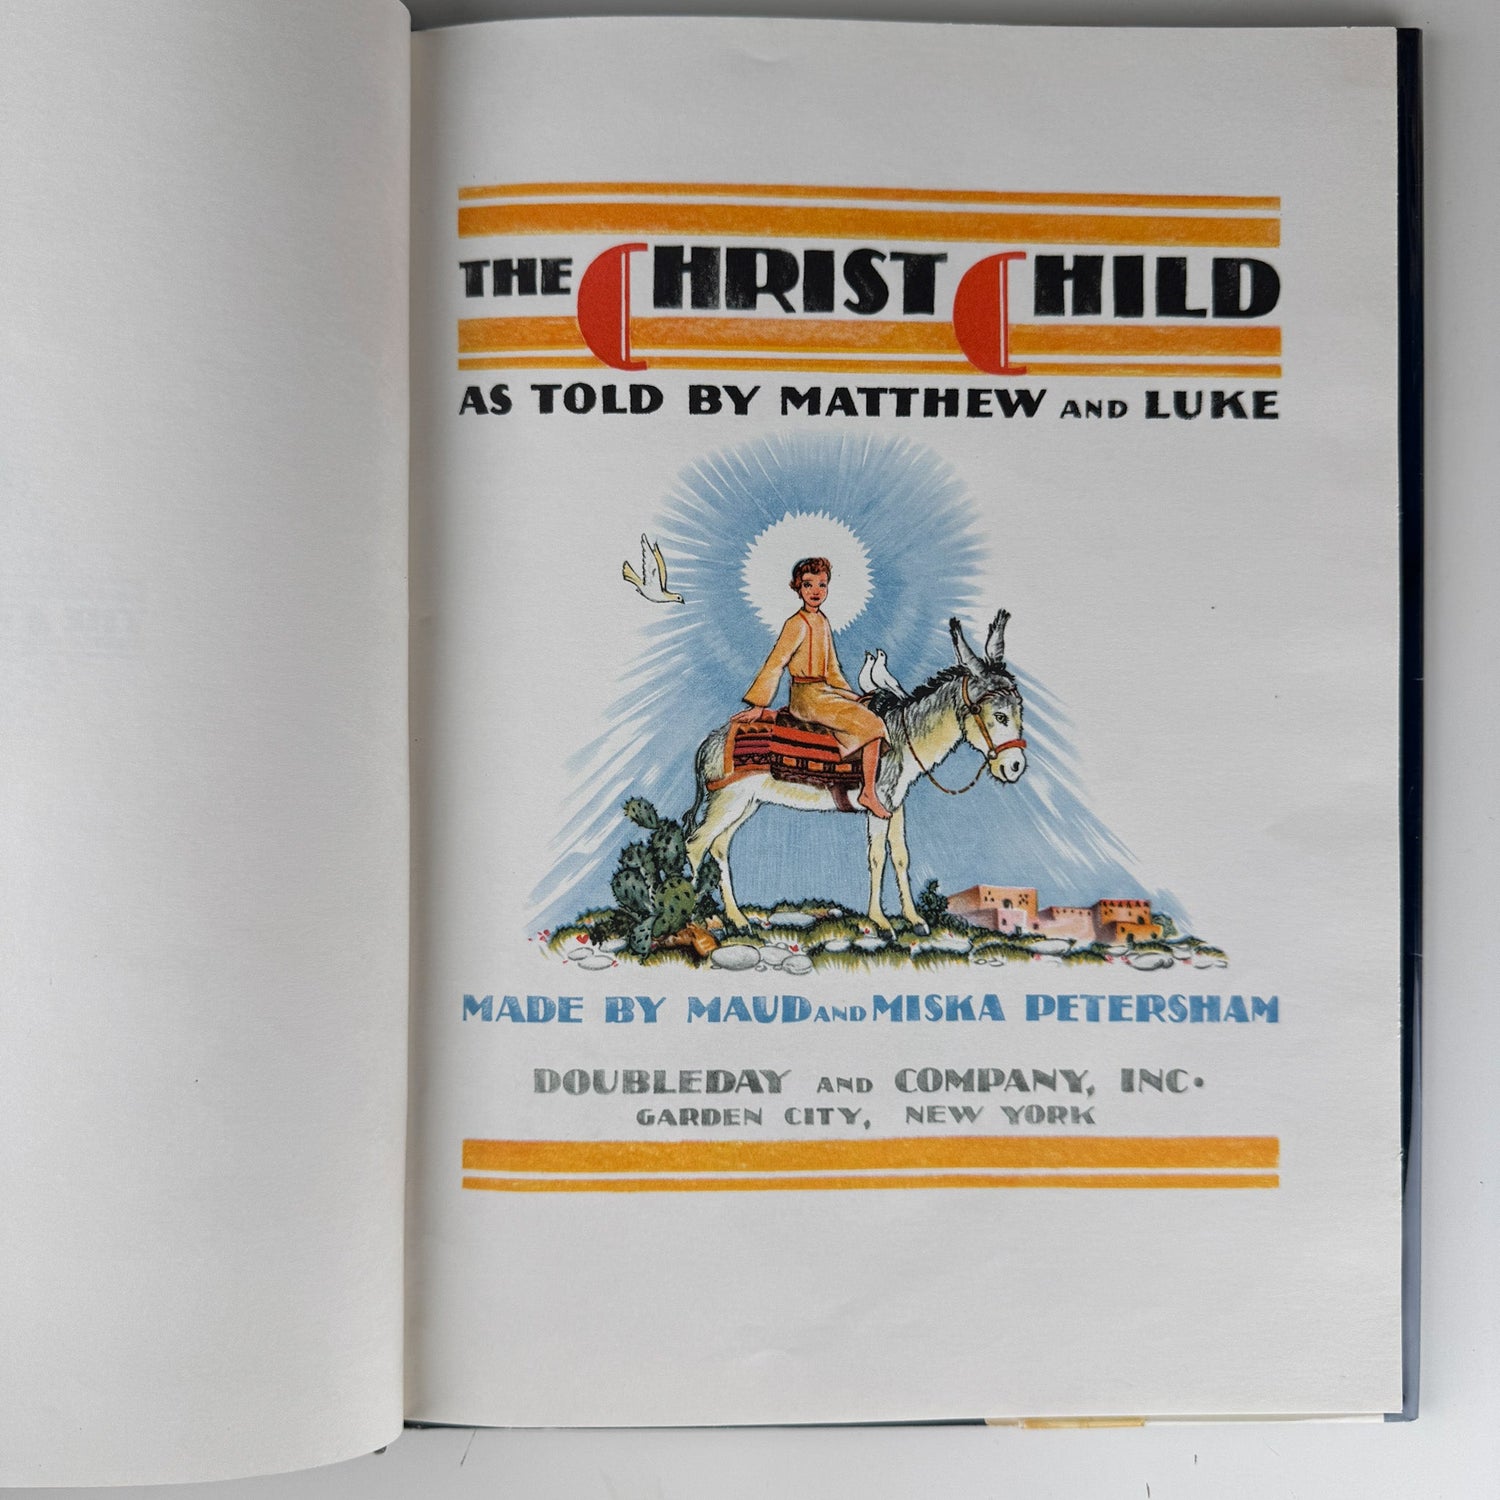 THE CHRIST CHILD
AS TOLD BY MATTHEW AND LUKE
MADE BY MAUD AND MISKA PETERSHAM
DOUBLEDAY AND COMPANY, INC.
GARDEN CITY, NEW YORK